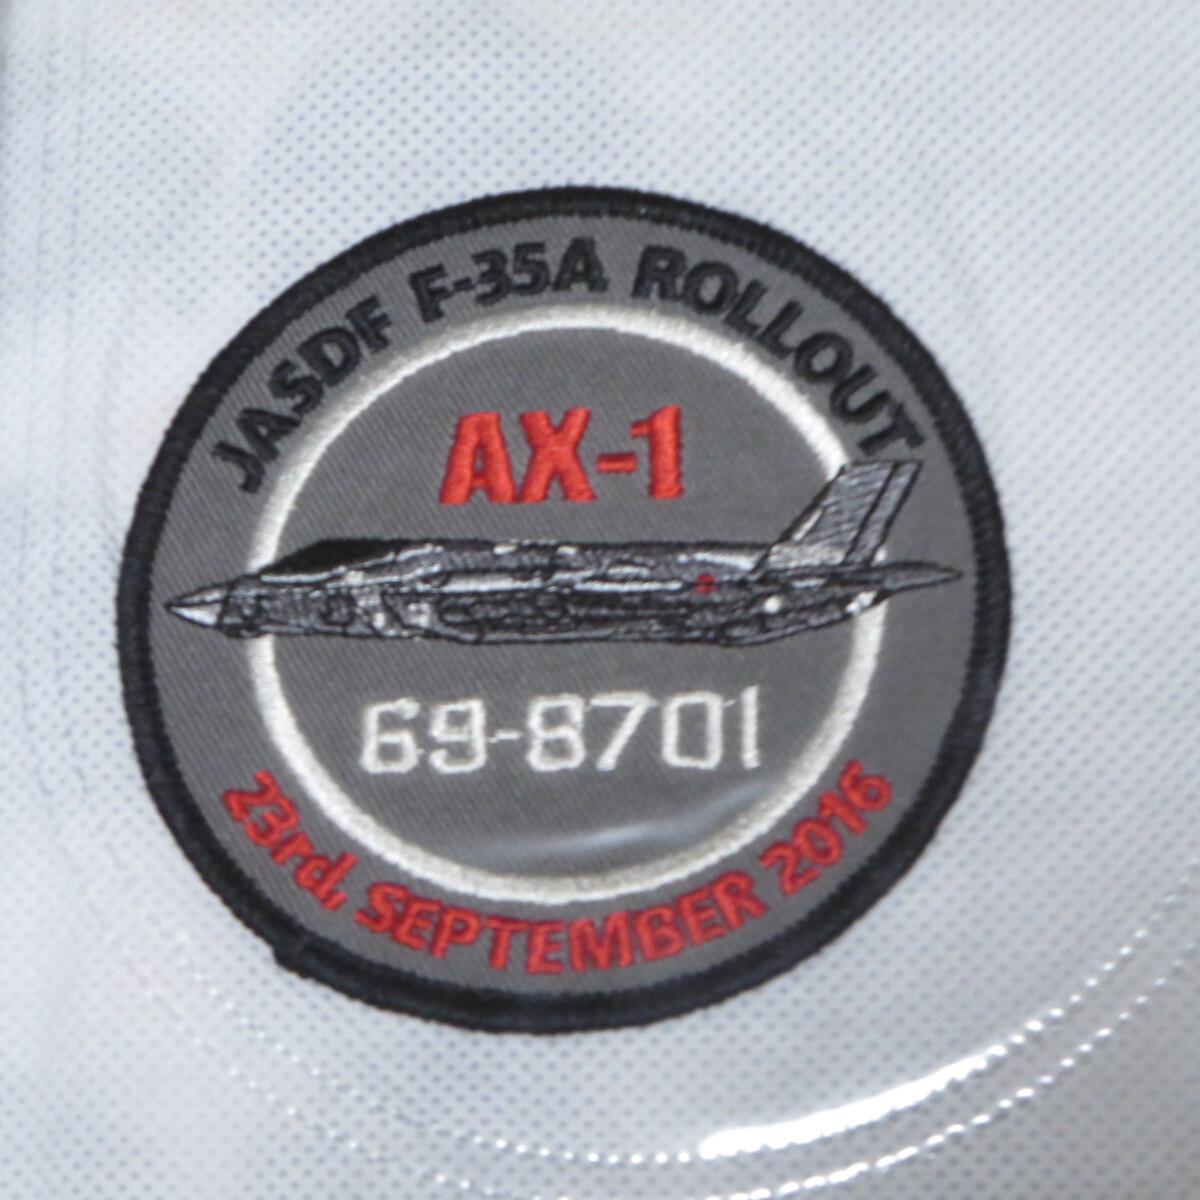 JASDF F-35A ROLLOUT
AX-1
69-8701
23rd, SEPTEMBER 2016